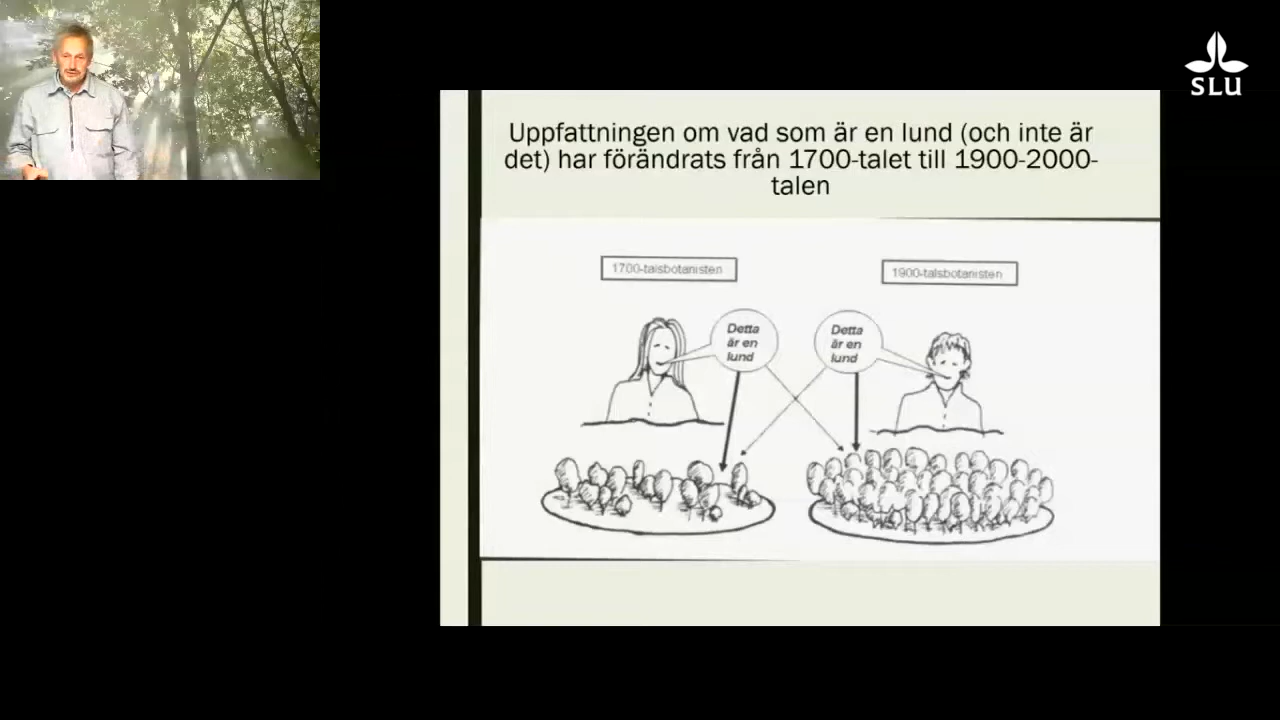 SLU
Uppfattningen om vad som är en lund (och inte är
det) har förändrats från 1700-talet till 1900-2000-
talen
1700-talsbotanisten
1900-talsbotanisten
Detta
är en
lund
Detta
är en
lund